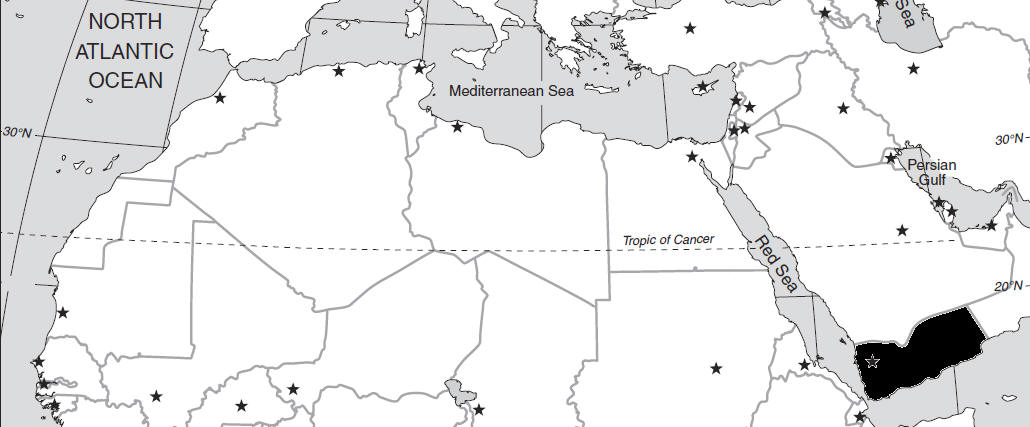 NORTH
ATLANTIC
OCEAN
Sea
Mediterranean Sea
30°N
30°N
Persian
Gulf
Tropic of Cancer
Red Sea
20°N